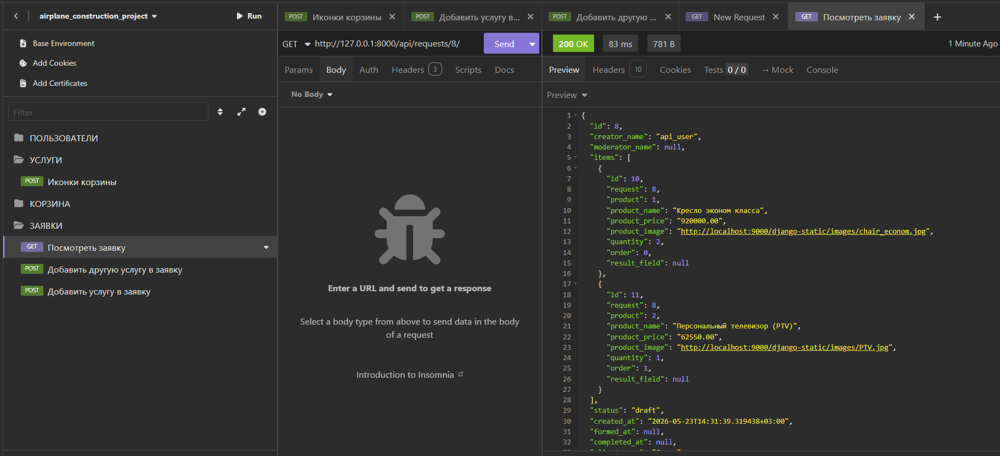 airplane_construction_project
Run
Base Environment
Add Cookies
Add Certificates
Filter
ПОЛЬЗОВАТЕЛИ
УСЛУГИ
POST Иконки корзины
КОРЗИНА
ЗАЯВКИ
GET Посмотреть заявку
POST Добавить другую услугу в заявку
POST Добавить услугу в заявку
POST Иконки корзины
POST Добавить услугу в...
POST Добавить другую ...
GET New Request
GET Посмотреть заявку
GET http://127.0.0.1:8000/api/requests/8/ Send
Params Body Auth Headers 3 Scripts Docs
No Body
Enter a URL and send to get a response
Select a body type from above to send data in the body
of a request
Introduction to Insomnia
200 OK 83 ms 781 B 1 Minute Ago
Preview Headers 10 Cookies Tests 0 / 0 → Mock Console
Preview
1 {
2 "id": 8,
3 "creator_name": "api_user",
4 "moderator_name": null,
5 "items": [
6 {
7 "id": 10,
8 "request": 8,
9 "product": 1,
10 "product_name": "Кресло эконом класса",
11 "product_price": "920000.00",
12 "product_image": "http://localhost:9000/django-static/images/chair_econom.jpg",
13 "quantity": 2,
14 "order": 0,
15 "result_field": null
16 },
17 {
18 "id": 11,
19 "request": 8,
20 "product": 2,
21 "product_name": "Персональный телевизор (PTV)",
22 "product_price": "62550.00",
23 "product_image": "http://localhost:9000/django-static/images/PTV.jpg",
24 "quantity": 1,
25 "order": 1,
26 "result_field": null
27 }
28 ],
29 "status": "draft",
30 "created_at": "2026-05-23T14:31:39.319438+03:00",
31 "formed_at": null,
32 "completed_at": null,